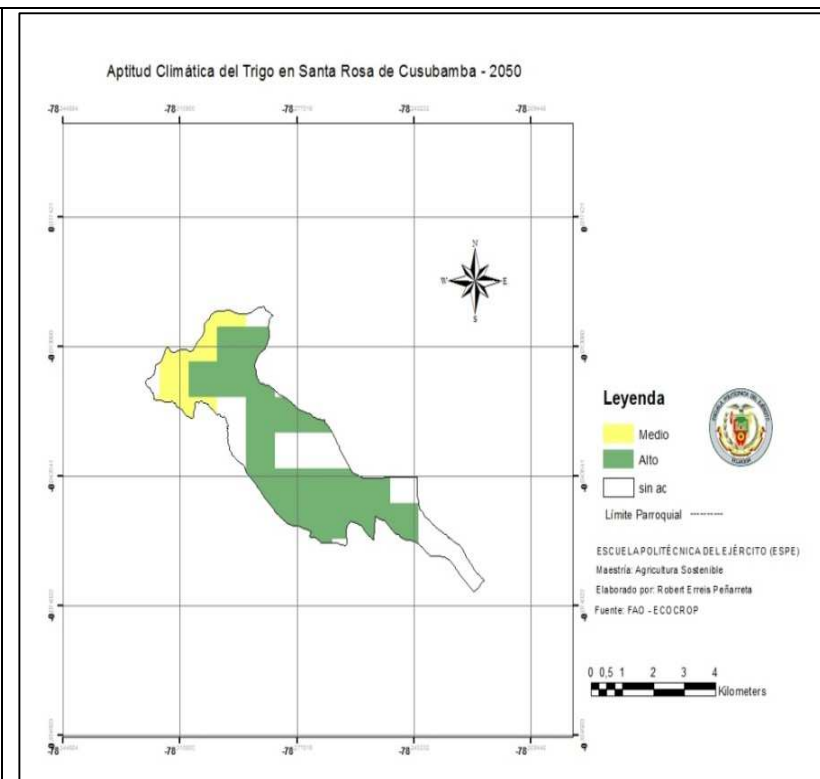 Aptitud Climática del Trigo en Santa Rosa de Cusubamba - 2050
-78 -78 -78 -78 -78
N
W E
S
Leyenda
Medio
Alto
sin ac
Límite Parroquial
ESCUELA POLITÉCNICA DEL EJÉRCITO (ESPE)
Maestría: Agricultura Sostenible
Elaborado por: Robert Erreis Peñarreta
Fuente: FAO - ECOCROP
0 0,5 1 2 3 4
Kilometers
-78 -78 -78 -78 -78